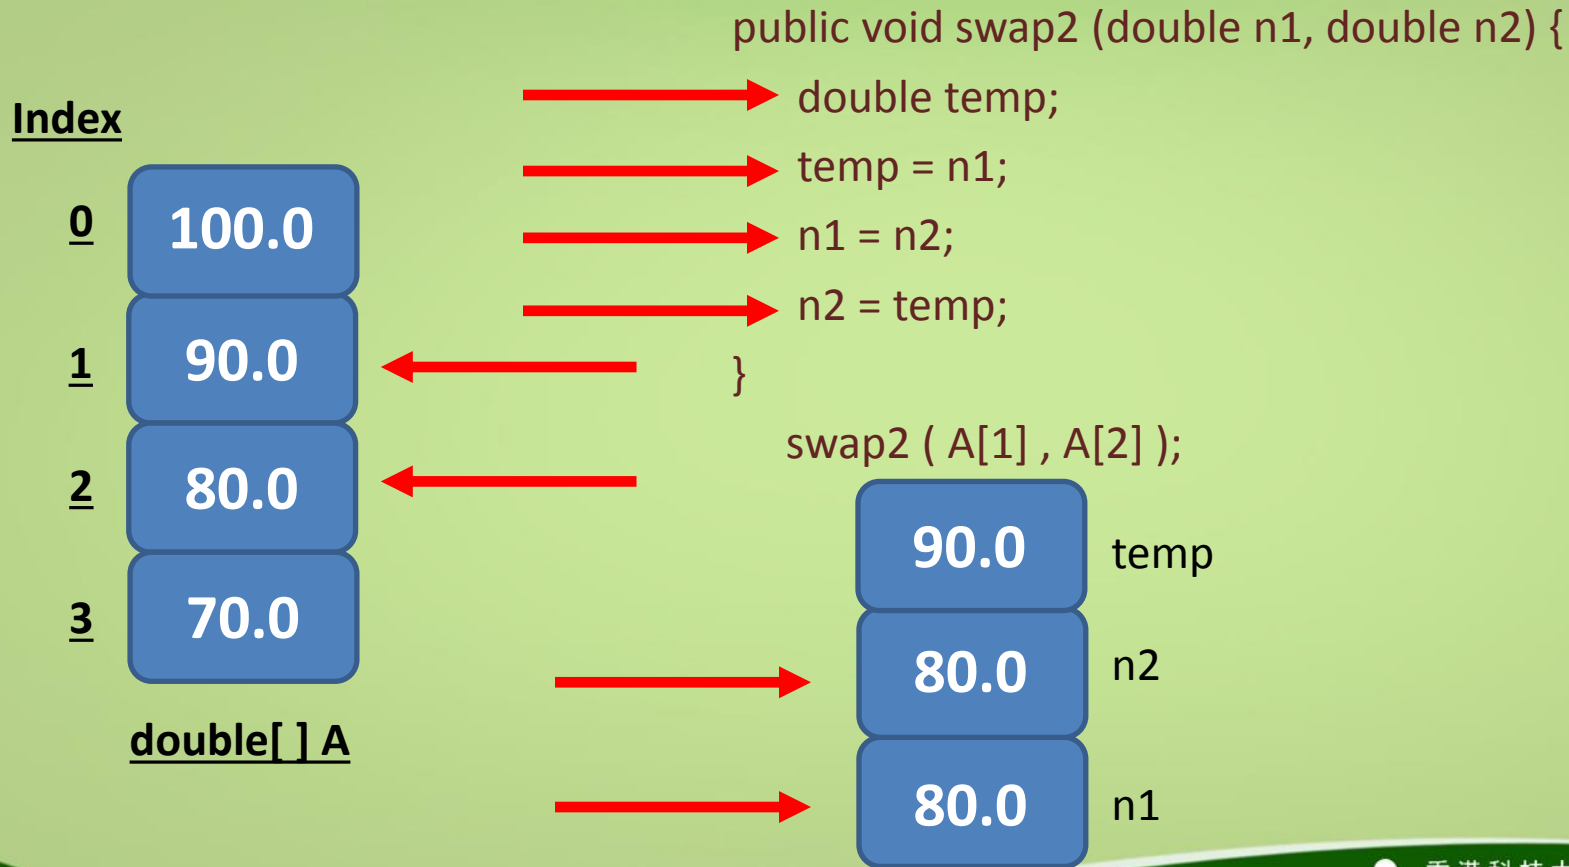 public void swap2 (double n1, double n2) {
double temp;
temp = n1;
n1 = n2;
n2 = temp;
}
swap2 ( A[1] , A[2] );
Index
0 100.0
1 90.0
2 80.0
3 70.0
double[ ] A
90.0 temp
80.0 n2
80.0 n1